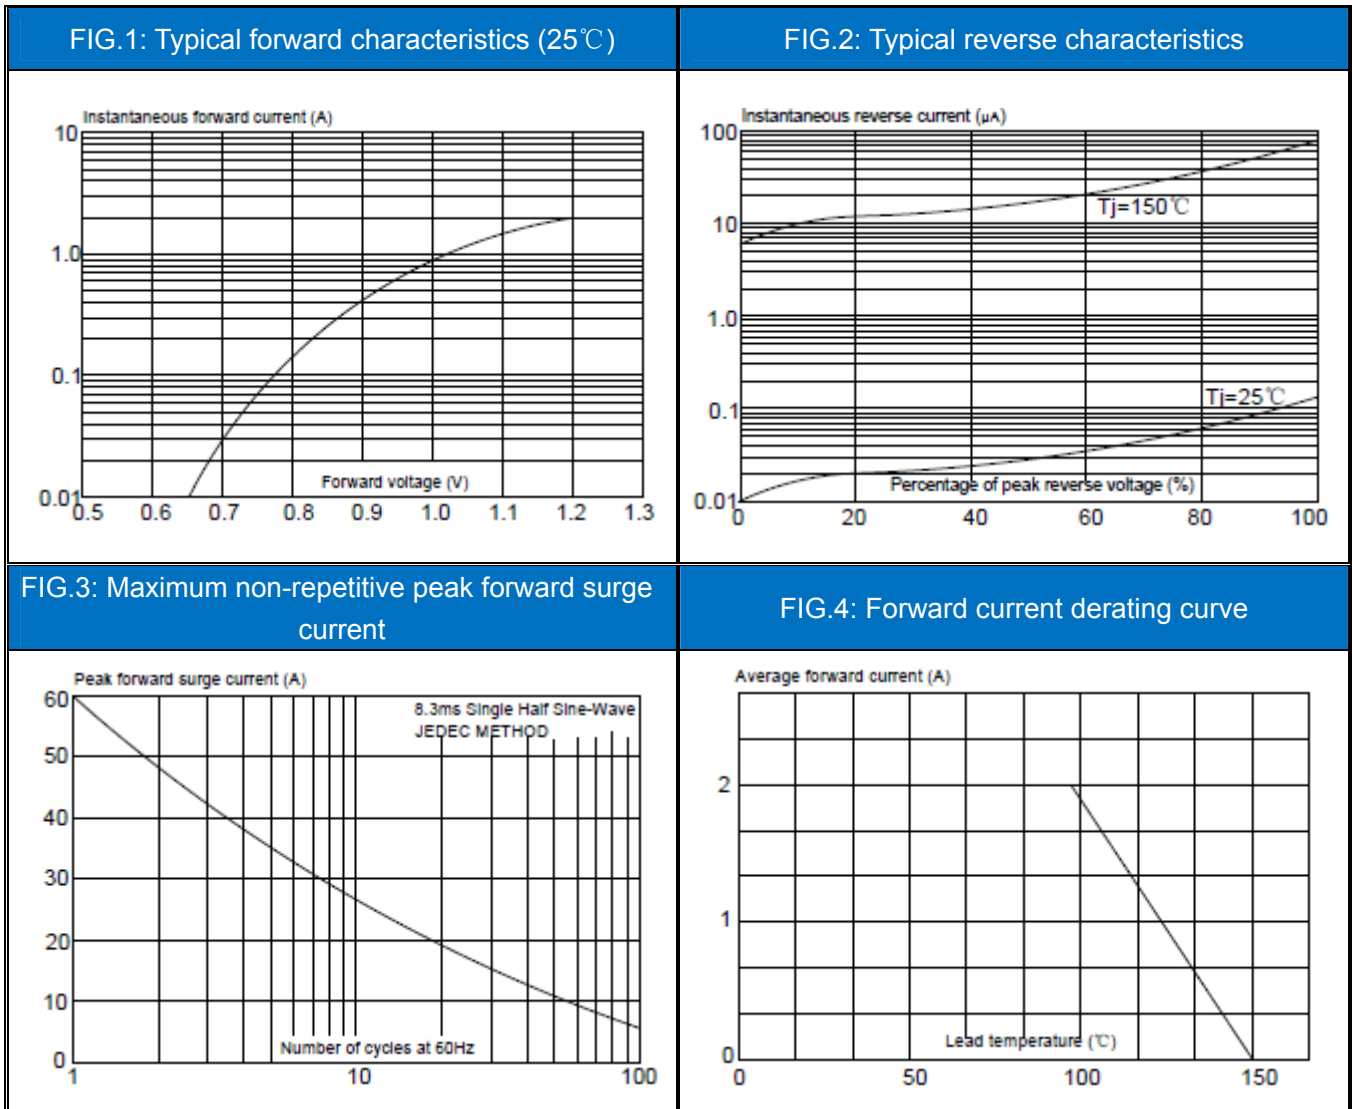 FIG.1: Typical forward characteristics (25℃)
Instantaneous forward current (A)
10
1.0
0.1
0.01
Forward voltage (V)
0.5 0.6 0.7 0.8 0.9 1.0 1.1 1.2 1.3
FIG.2: Typical reverse characteristics
Instantaneous reverse current (μA)
100
Tj=150℃
10
1.0
Tj=25℃
0.1
Percentage of peak reverse voltage (%)
0.01
0 20 40 60 80 100
FIG.3: Maximum non-repetitive peak forward surge
current
Peak forward surge current (A)
60
8.3ms Single Half Sine-Wave
JEDEC METHOD
50
40
30
20
10
Number of cycles at 60Hz
0
1 10 100
FIG.4: Forward current derating curve
Average forward current (A)
2
1
Lead temperature (℃)
0
0 50 100 150